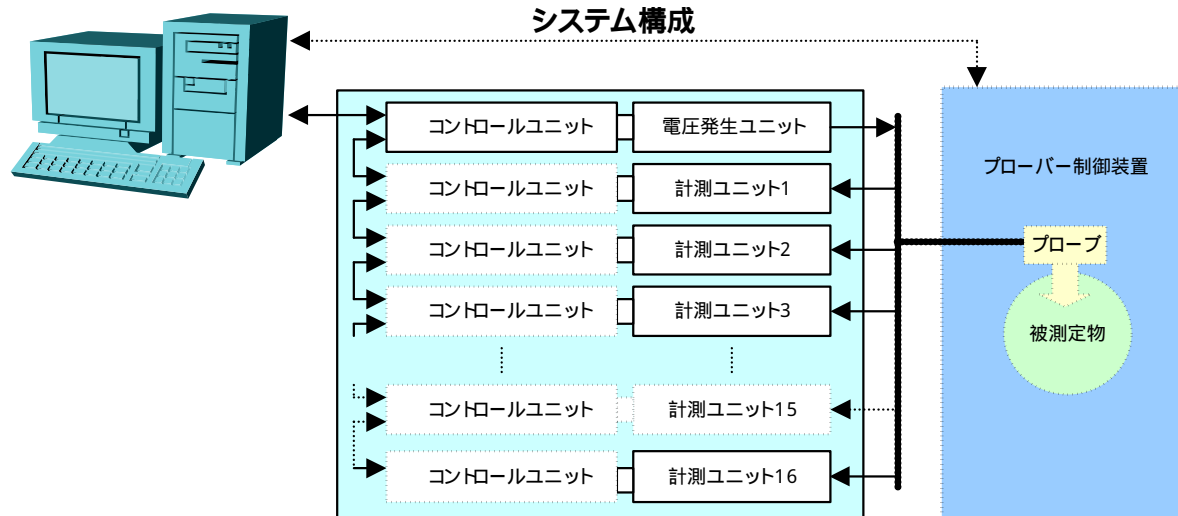 システム構成
コントロールユニット 電圧発生ユニット
コントロールユニット 計測ユニット1
コントロールユニット 計測ユニット2
コントロールユニット 計測ユニット3
コントロールユニット 計測ユニット15
コントロールユニット 計測ユニット16
プローバー制御装置
プローブ
被測定物